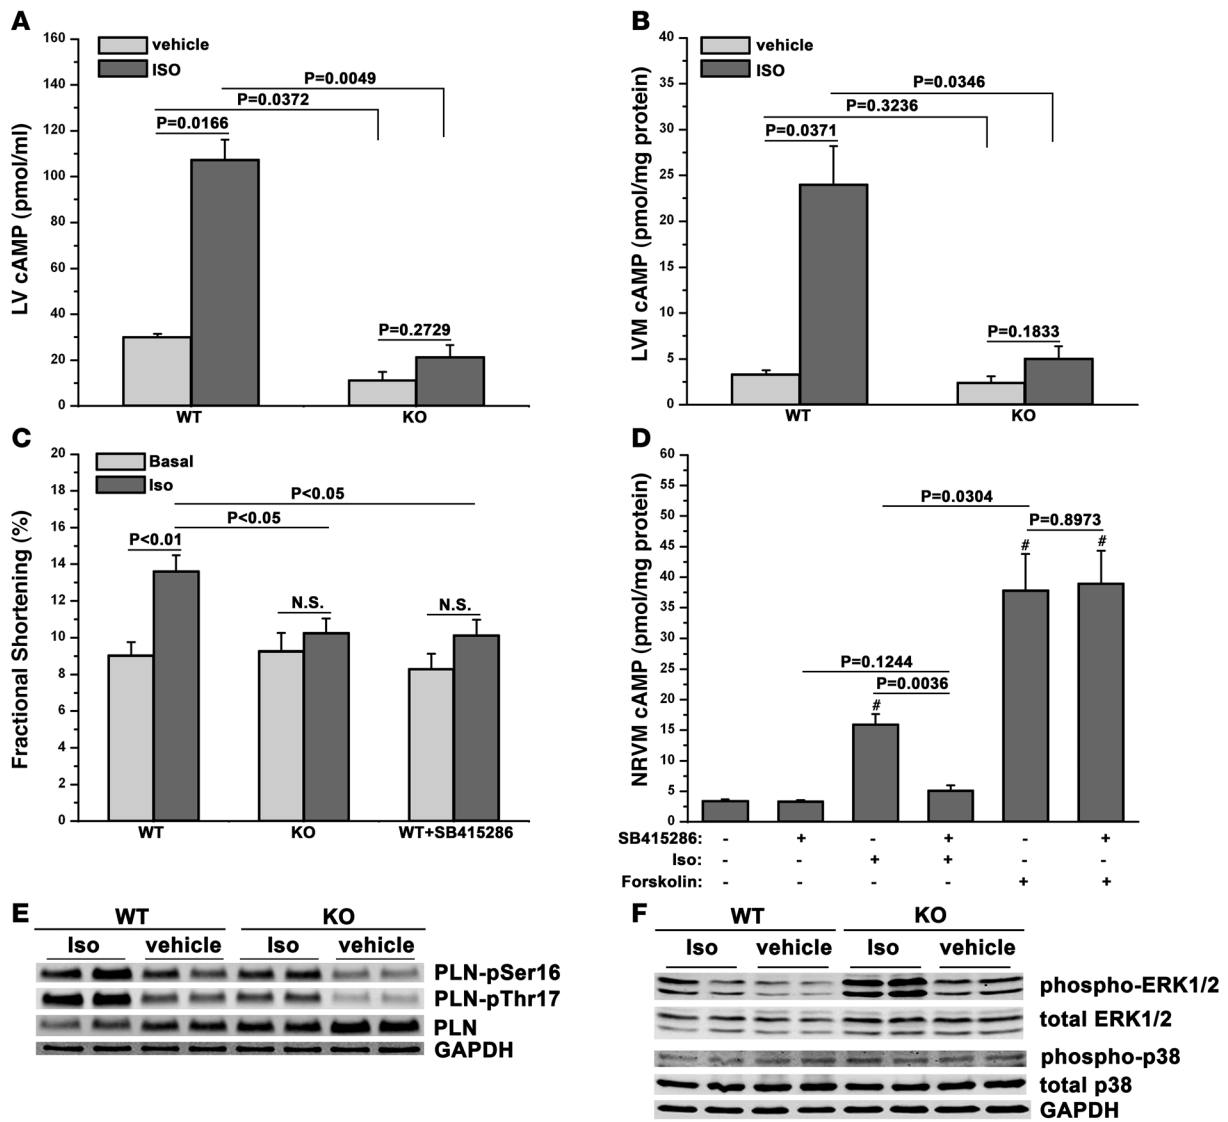 A
160
140
120
100
80
60
40
20
0
LV cAMP (pmol/ml)
vehicle
ISO
P=0.0049
P=0.0372
P=0.0166
P=0.2729
WT KO
B
40
35
30
25
20
15
10
5
0
LVM cAMP (pmol/mg protein)
vehicle
ISO
P=0.0346
P=0.3236
P=0.0371
P=0.1833
WT KO
C
20
18
16
14
12
10
8
6
4
2
0
Fractional Shortening (%)
Basal
Iso
P<0.05
P<0.05
P<0.01
N.S.
N.S.
WT KO WT+SB415286
D
60
55
50
45
40
35
30
25
20
15
10
5
0
NRVM cAMP (pmol/mg protein)
P=0.0304
P=0.8973
# #
P=0.1244
P=0.0036
#
SB415286: - + - + - +
Iso: - - + + - -
Forskolin: - - - - + +
E
WT KO
Iso vehicle Iso vehicle
PLN-pSer16
PLN-pThr17
PLN
GAPDH
F
WT KO
Iso vehicle Iso vehicle
phospho-ERK1/2
total ERK1/2
phospho-p38
total p38
GAPDH